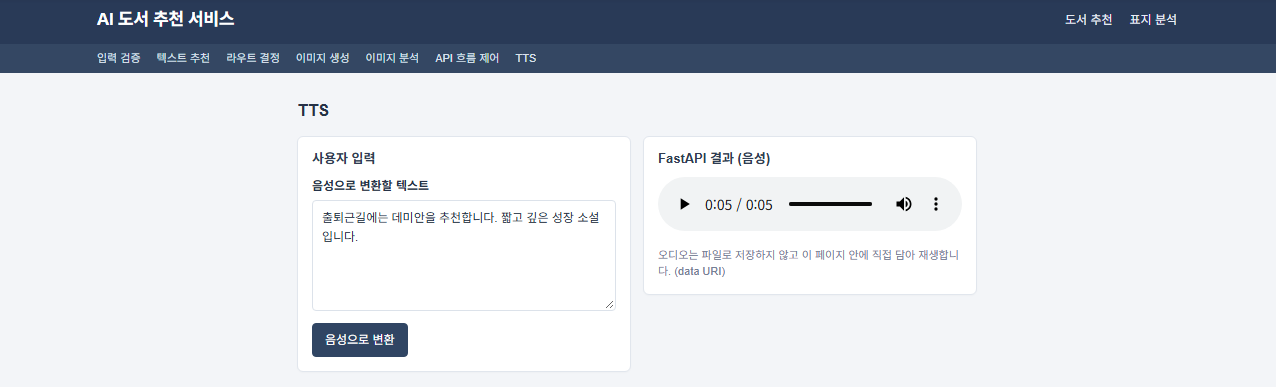 AI 도서 추천 서비스
도서 추천 표지 분석
입력 검증 텍스트 추천 라우트 결정 이미지 생성 이미지 분석 API 흐름 제어 TTS
TTS
사용자 입력
음성으로 변환할 텍스트
출퇴근길에는 데미안을 추천합니다. 짧고 깊은 성장 소설
입니다.
음성으로 변환
FastAPI 결과 (음성)
0:05 / 0:05
오디오는 파일로 저장하지 않고 이 페이지 안에 직접 담아 재생합니
다. (data URI)